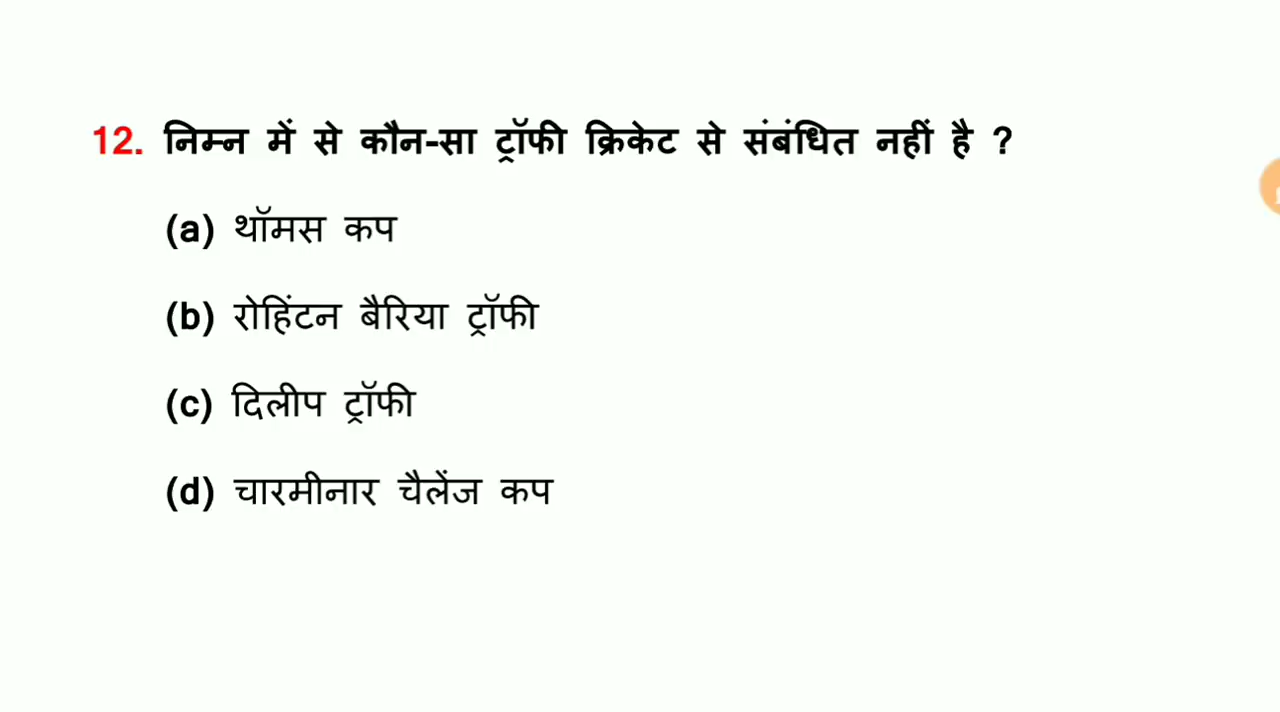 12. निम्न में से कौन-सा ट्रॉफी क्रिकेट से संबंधित नहीं है ?
(a) थॉमस कप
(b) रोहिंटन बैरिया ट्रॉफी
(c) दिलीप ट्रॉफी
(d) चारमीनार चैलेंज कप